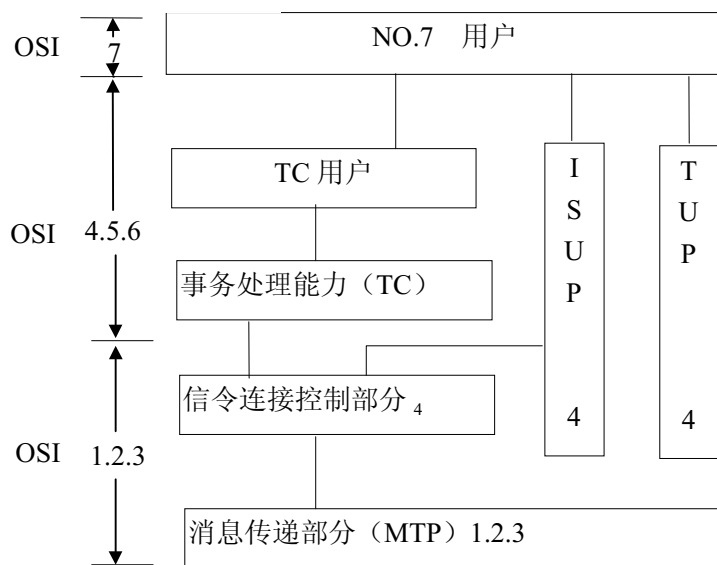 NO.7 用户
OSI 7
TC 用户
ISUP 4
TUP 4
OSI 4.5.6
事务处理能力（TC）
信令连接控制部分 4
OSI 1.2.3
消息传递部分（MTP）1.2.3